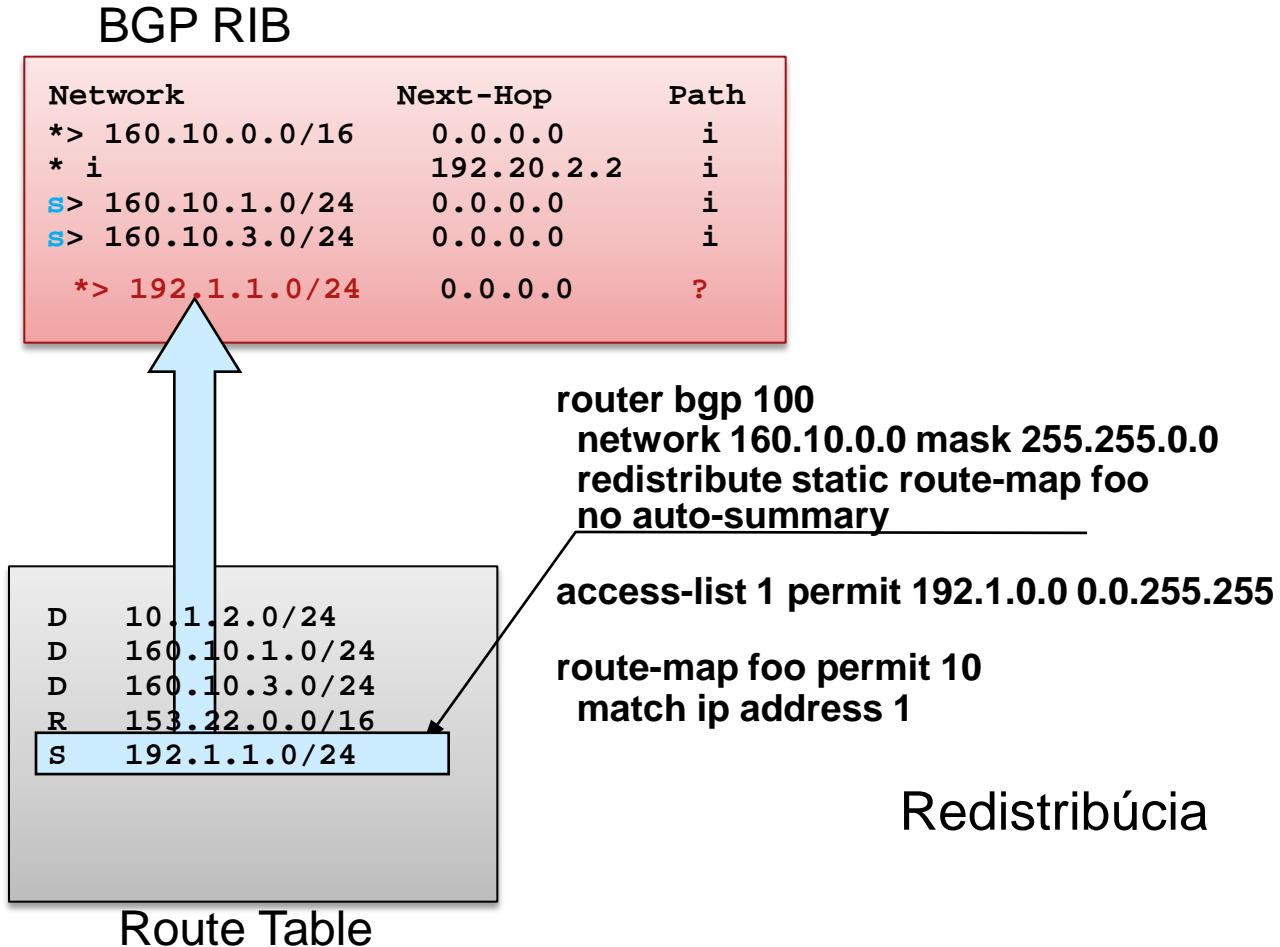 BGP RIB
Network Next-Hop Path
*> 160.10.0.0/16 0.0.0.0 i
* i 192.20.2.2 i
s> 160.10.1.0/24 0.0.0.0 i
s> 160.10.3.0/24 0.0.0.0 i
*> 192.1.1.0/24 0.0.0.0 ?
router bgp 100
network 160.10.0.0 mask 255.255.0.0
redistribute static route-map foo
no auto-summary
access-list 1 permit 192.1.0.0 0.0.255.255
route-map foo permit 10
match ip address 1
D 10.1.2.0/24
D 160.10.1.0/24
D 160.10.3.0/24
R 153.22.0.0/16
S 192.1.1.0/24
Redistribúcia
Route Table